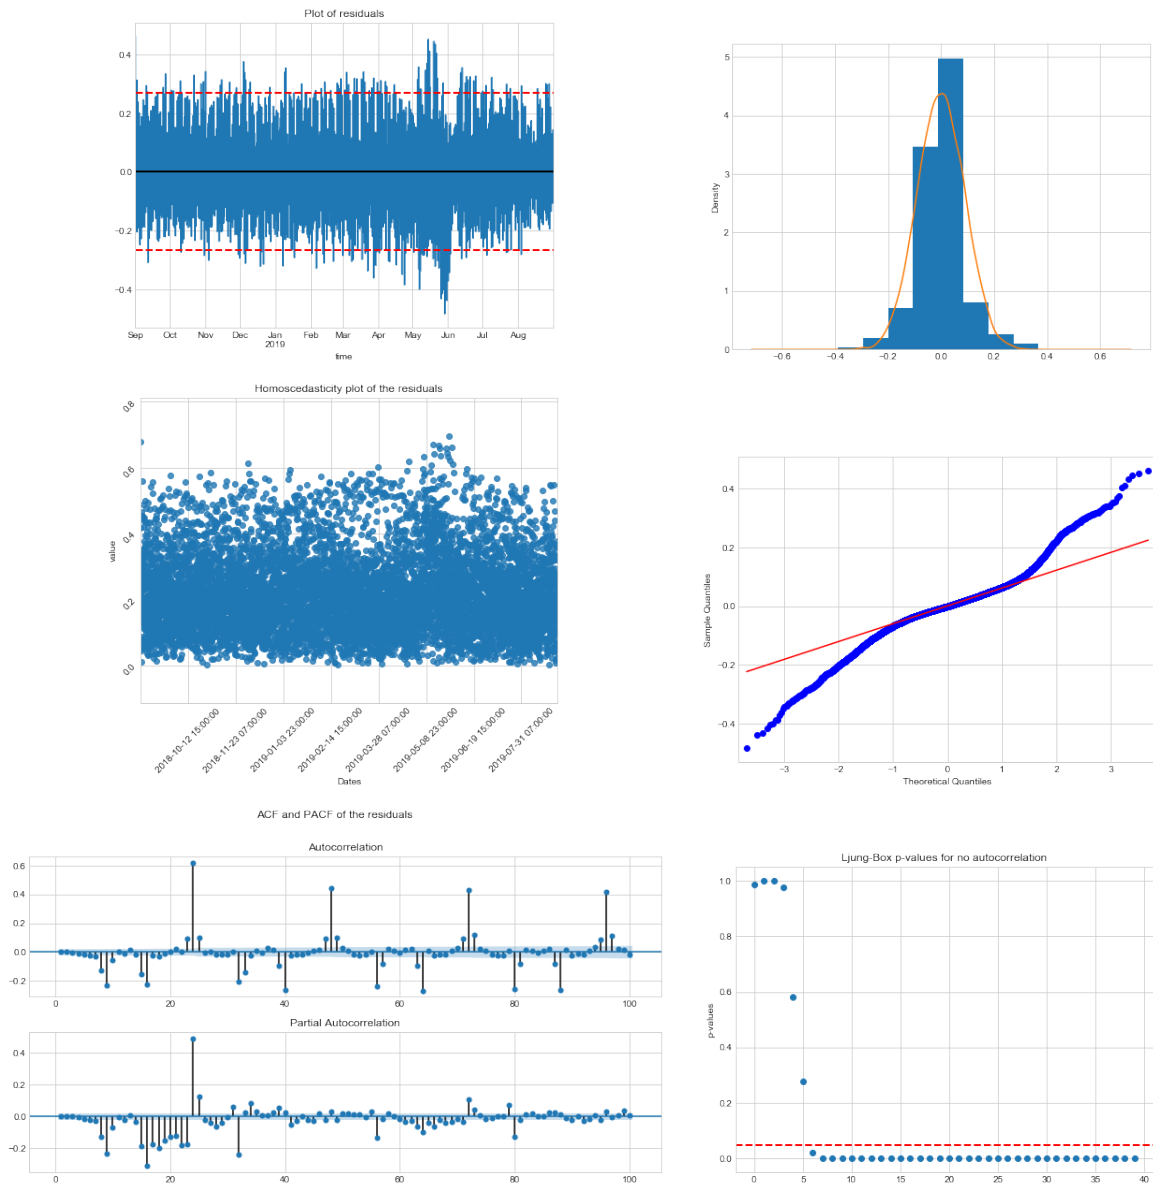 Plot of residuals
0.4
0.2
0.0
−0.2
−0.4
Sep Oct Nov Dec Jan Feb Mar Apr May Jun Jul Aug
2019
time
5
4
3
2
1
0
Density
−0.6 −0.4 −0.2 0.0 0.2 0.4 0.6
Homoscedasticity plot of the residuals
0.8
0.6
0.4
0.2
0.0
value
2018-10-12 15:00:00
2018-11-23 07:00:00
2019-01-03 23:00:00
2019-02-14 15:00:00
2019-03-28 07:00:00
2019-05-08 23:00:00
2019-06-19 15:00:00
2019-07-31 07:00:00
Dates
0.4
0.2
0.0
−0.2
−0.4
Sample Quantiles
−3 −2 −1 0 1 2 3
Theoretical Quantiles
ACF and PACF of the residuals
Autocorrelation
0.6
0.4
0.2
0.0
−0.2
0 20 40 60 80 100
Partial Autocorrelation
0.4
0.2
0.0
−0.2
0 20 40 60 80 100
Ljung-Box p-values for no autocorrelation
1.0
0.8
0.6
0.4
0.2
0.0
p-values
0 5 10 15 20 25 30 35 40